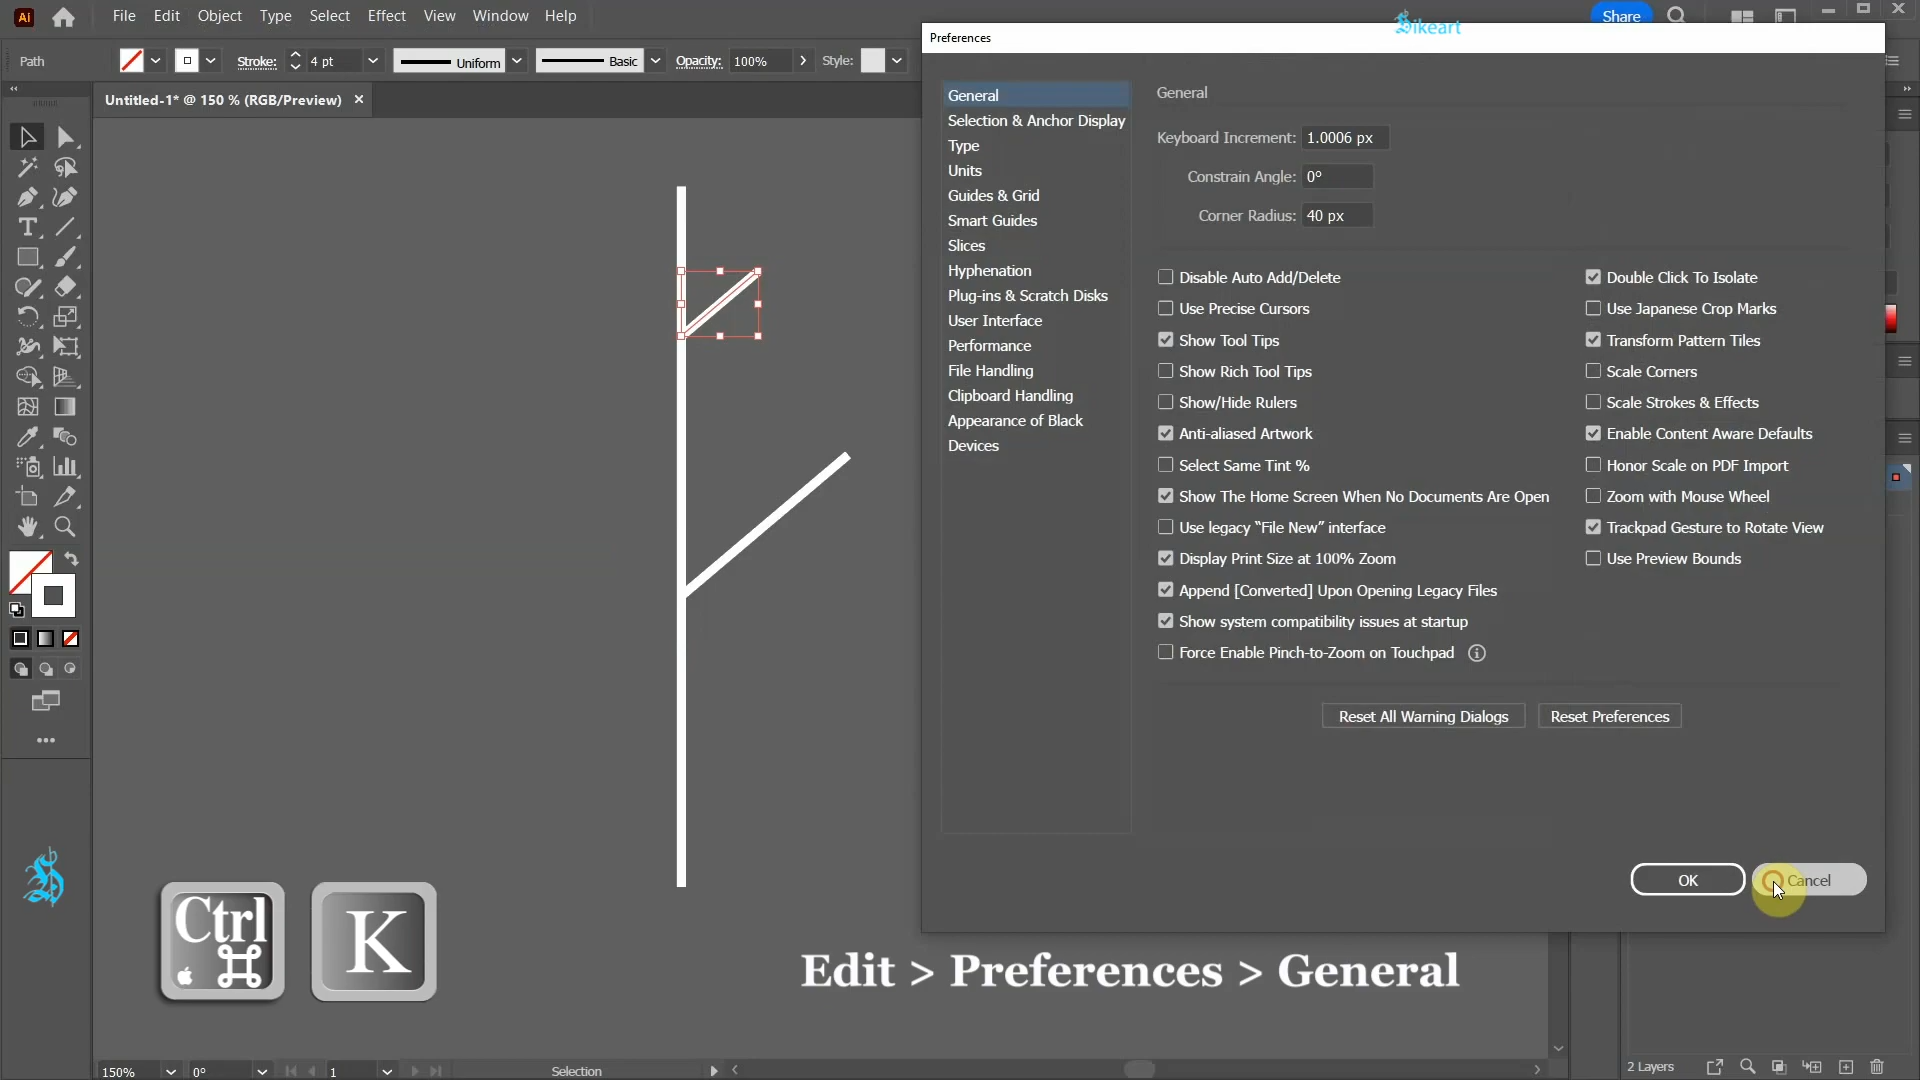 Ai File Edit Object Type Select Effect View Window Help Share
Sikeart
Path Stroke: 4 pt Uniform Basic Opacity: 100% Style:
Untitled-1* @ 150 % (RGB/Preview) ×
Preferences
General
Selection & Anchor Display
Type
Units
Guides & Grid
Smart Guides
Slices
Hyphenation
Plug-ins & Scratch Disks
User Interface
Performance
File Handling
Clipboard Handling
Appearance of Black
Devices
General
Keyboard Increment: 1.0006 px
Constrain Angle: 0°
Corner Radius: 40 px
Disable Auto Add/Delete
Use Precise Cursors
Show Tool Tips
Show Rich Tool Tips
Show/Hide Rulers
Anti-aliased Artwork
Select Same Tint %
Show The Home Screen When No Documents Are Open
Use legacy “File New” interface
Display Print Size at 100% Zoom
Append [Converted] Upon Opening Legacy Files
Show system compatibility issues at startup
Force Enable Pinch-to-Zoom on Touchpad
Double Click To Isolate
Use Japanese Crop Marks
Transform Pattern Tiles
Scale Corners
Scale Strokes & Effects
Enable Content Aware Defaults
Honor Scale on PDF Import
Zoom with Mouse Wheel
Trackpad Gesture to Rotate View
Use Preview Bounds
Reset All Warning Dialogs Reset Preferences
OK Cancel
Ctrl ⌘ K
Edit > Preferences > General
150% 0° 1 Selection 2 Layers